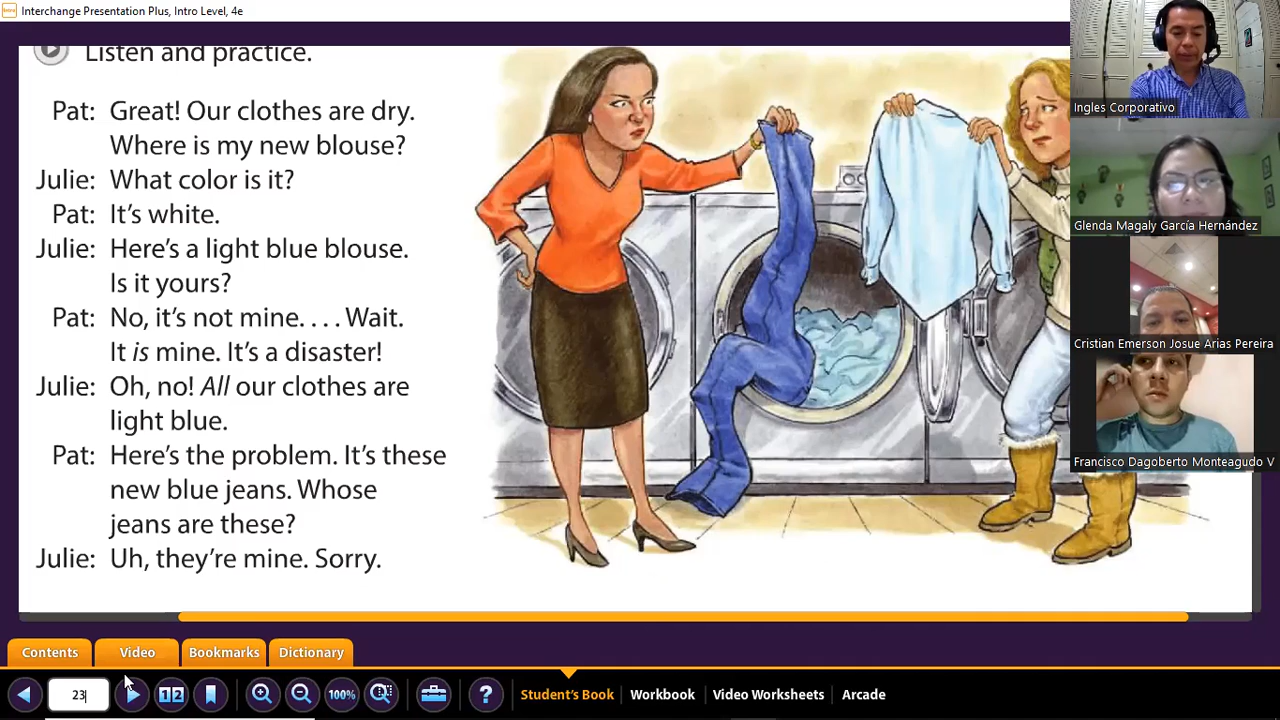 Interchange Presentation Plus, Intro Level, 4e
Listen and practice.
Pat: Great! Our clothes are dry.
Where is my new blouse?
Julie: What color is it?
Pat: It's white.
Julie: Here's a light blue blouse.
Is it yours?
Pat: No, it's not mine. . . . Wait.
It is mine. It's a disaster!
Julie: Oh, no! All our clothes are
light blue.
Pat: Here's the problem. It's these
new blue jeans. Whose
jeans are these?
Julie: Uh, they're mine. Sorry.
Ingles Corporativo
Glenda Magaly García Hernández
Cristian Emerson Josue Arias Pereira
Francisco Dagoberto Monteagudo V
Contents Video Bookmarks Dictionary
23 1 2 100% ? Student's Book Workbook Video Worksheets Arcade